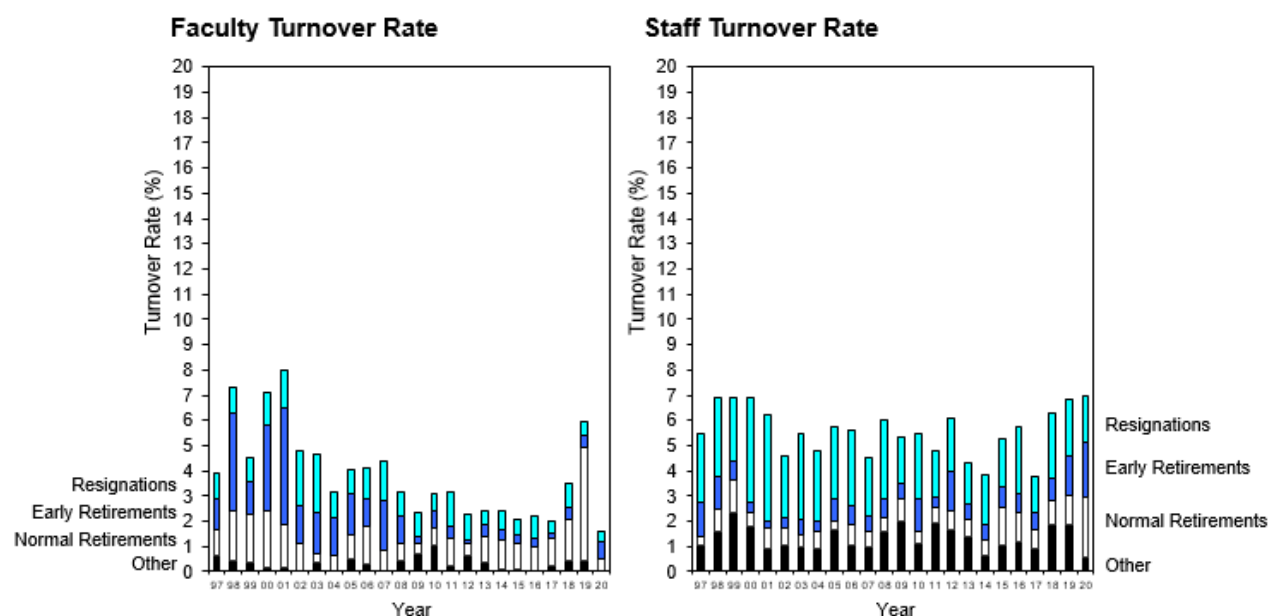 Faculty Turnover Rate
20
19
18
17
16
15
14
13
12
11
10
9
8
7
6
5
4
3
2
1
0
Turnover Rate (%)
Resignations
Early Retirements
Normal Retirements
Other
97 98 99 00 01 02 03 04 05 06 07 08 09 10 11 12 13 14 15 16 17 18 19 20
Year
Staff Turnover Rate
20
19
18
17
16
15
14
13
12
11
10
9
8
7
6
5
4
3
2
1
0
Turnover Rate (%)
97 98 99 00 01 02 03 04 05 06 07 08 09 10 11 12 13 14 15 16 17 18 19 20
Year
Resignations
Early Retirements
Normal Retirements
Other